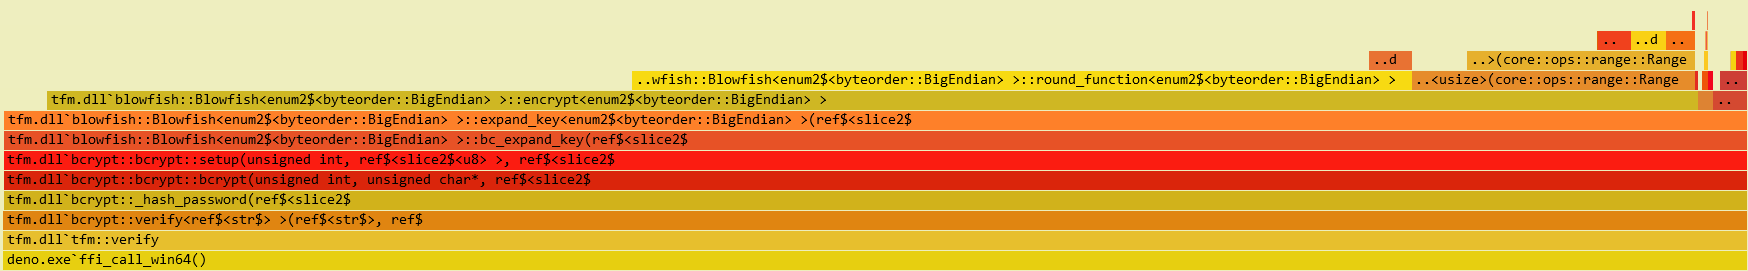 .. ..d ..
..d ..>(core::ops::range::Range
..wfish::Blowfish<enum2$<byteorder::BigEndian> >::round_function<enum2$<byteorder::BigEndian> > ..<usize>(core::ops::range::Range ..
tfm.dll`blowfish::Blowfish<enum2$<byteorder::BigEndian> >::encrypt<enum2$<byteorder::BigEndian> > ..
tfm.dll`blowfish::Blowfish<enum2$<byteorder::BigEndian> >::expand_key<enum2$<byteorder::BigEndian> >(ref$<slice2$
tfm.dll`blowfish::Blowfish<enum2$<byteorder::BigEndian> >::bc_expand_key(ref$<slice2$
tfm.dll`bcrypt::bcrypt::setup(unsigned int, ref$<slice2$<u8> >, ref$<slice2$
tfm.dll`bcrypt::bcrypt::bcrypt(unsigned int, unsigned char*, ref$<slice2$
tfm.dll`bcrypt::_hash_password(ref$<slice2$
tfm.dll`bcrypt::verify<ref$<str$> >(ref$<str$>, ref$
tfm.dll`tfm::verify
deno.exe`ffi_call_win64()